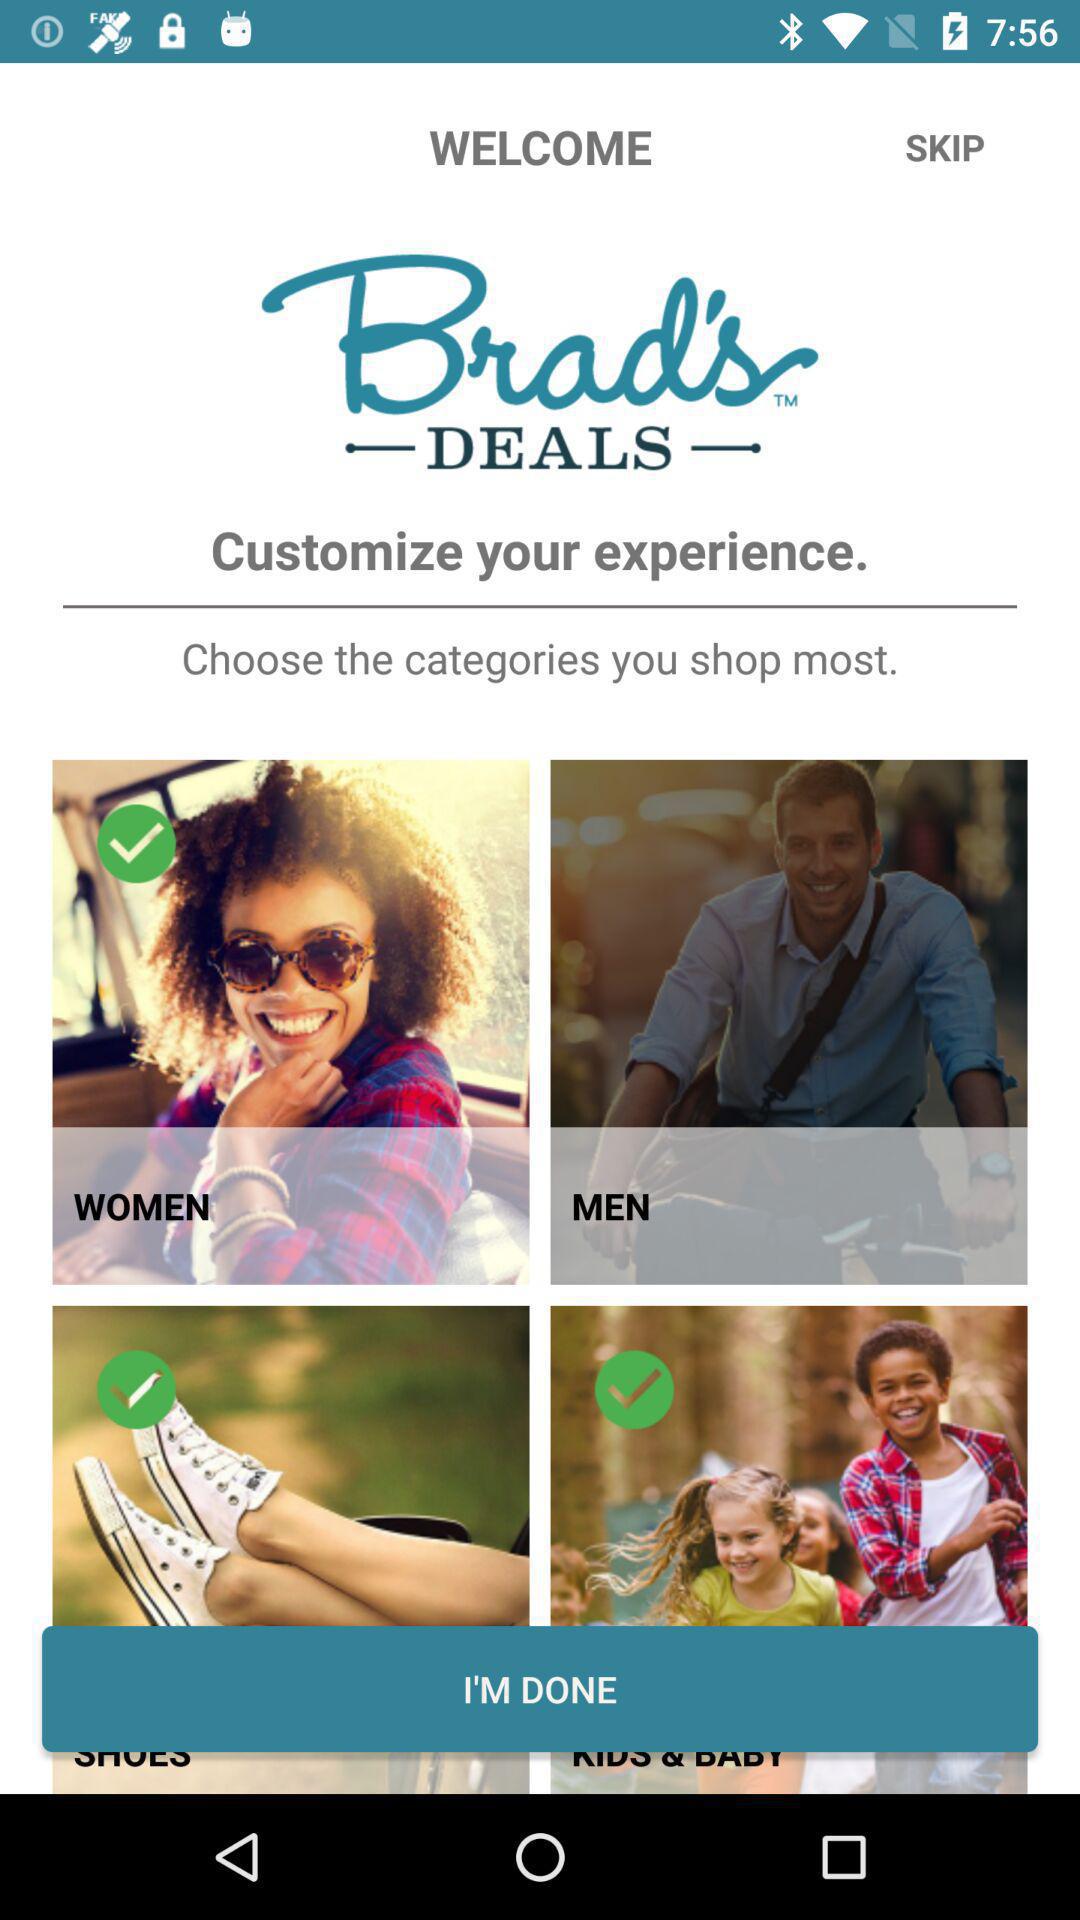 FAKE
7:56
WELCOME
SKIP
Brad's™
DEALS
Customize your experience.
Choose the categories you shop most.
WOMEN
MEN
I'M DONE
SHOES
KIDS & BABY